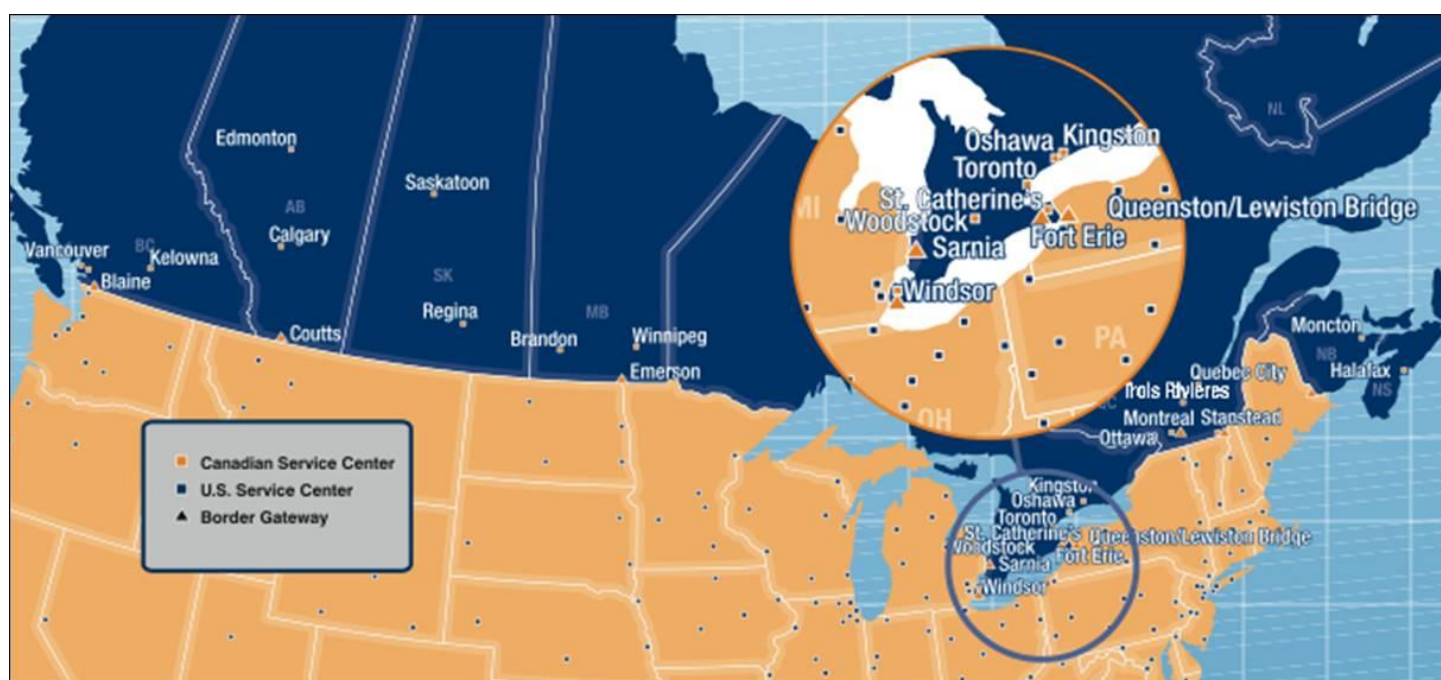 NL
Edmonton
Oshawa
Kingston
Toronto
Saskatoon
St. Catherine's
MI
AB
Woodstock
Queenston/Lewiston Bridge
Calgary
Fort Erie
Vancouver
BC
Kelowna
Sarnia
SK
Blaine
Windsor
Regina
MB
Moncton
Coutts
Brandon
Winnipeg
PA
NB
Emerson
Quebec City
Halafax
NS
Trois Rivières
QC
OH
Montreal
Stanstead
Ottawa
Canadian Service Center
U.S. Service Center
Border Gateway
Kingston
Oshawa
Toronto
St. Catherine's
Queenston/Lewiston Bridge
Woodstock
Fort Erie
Sarnia
Windsor